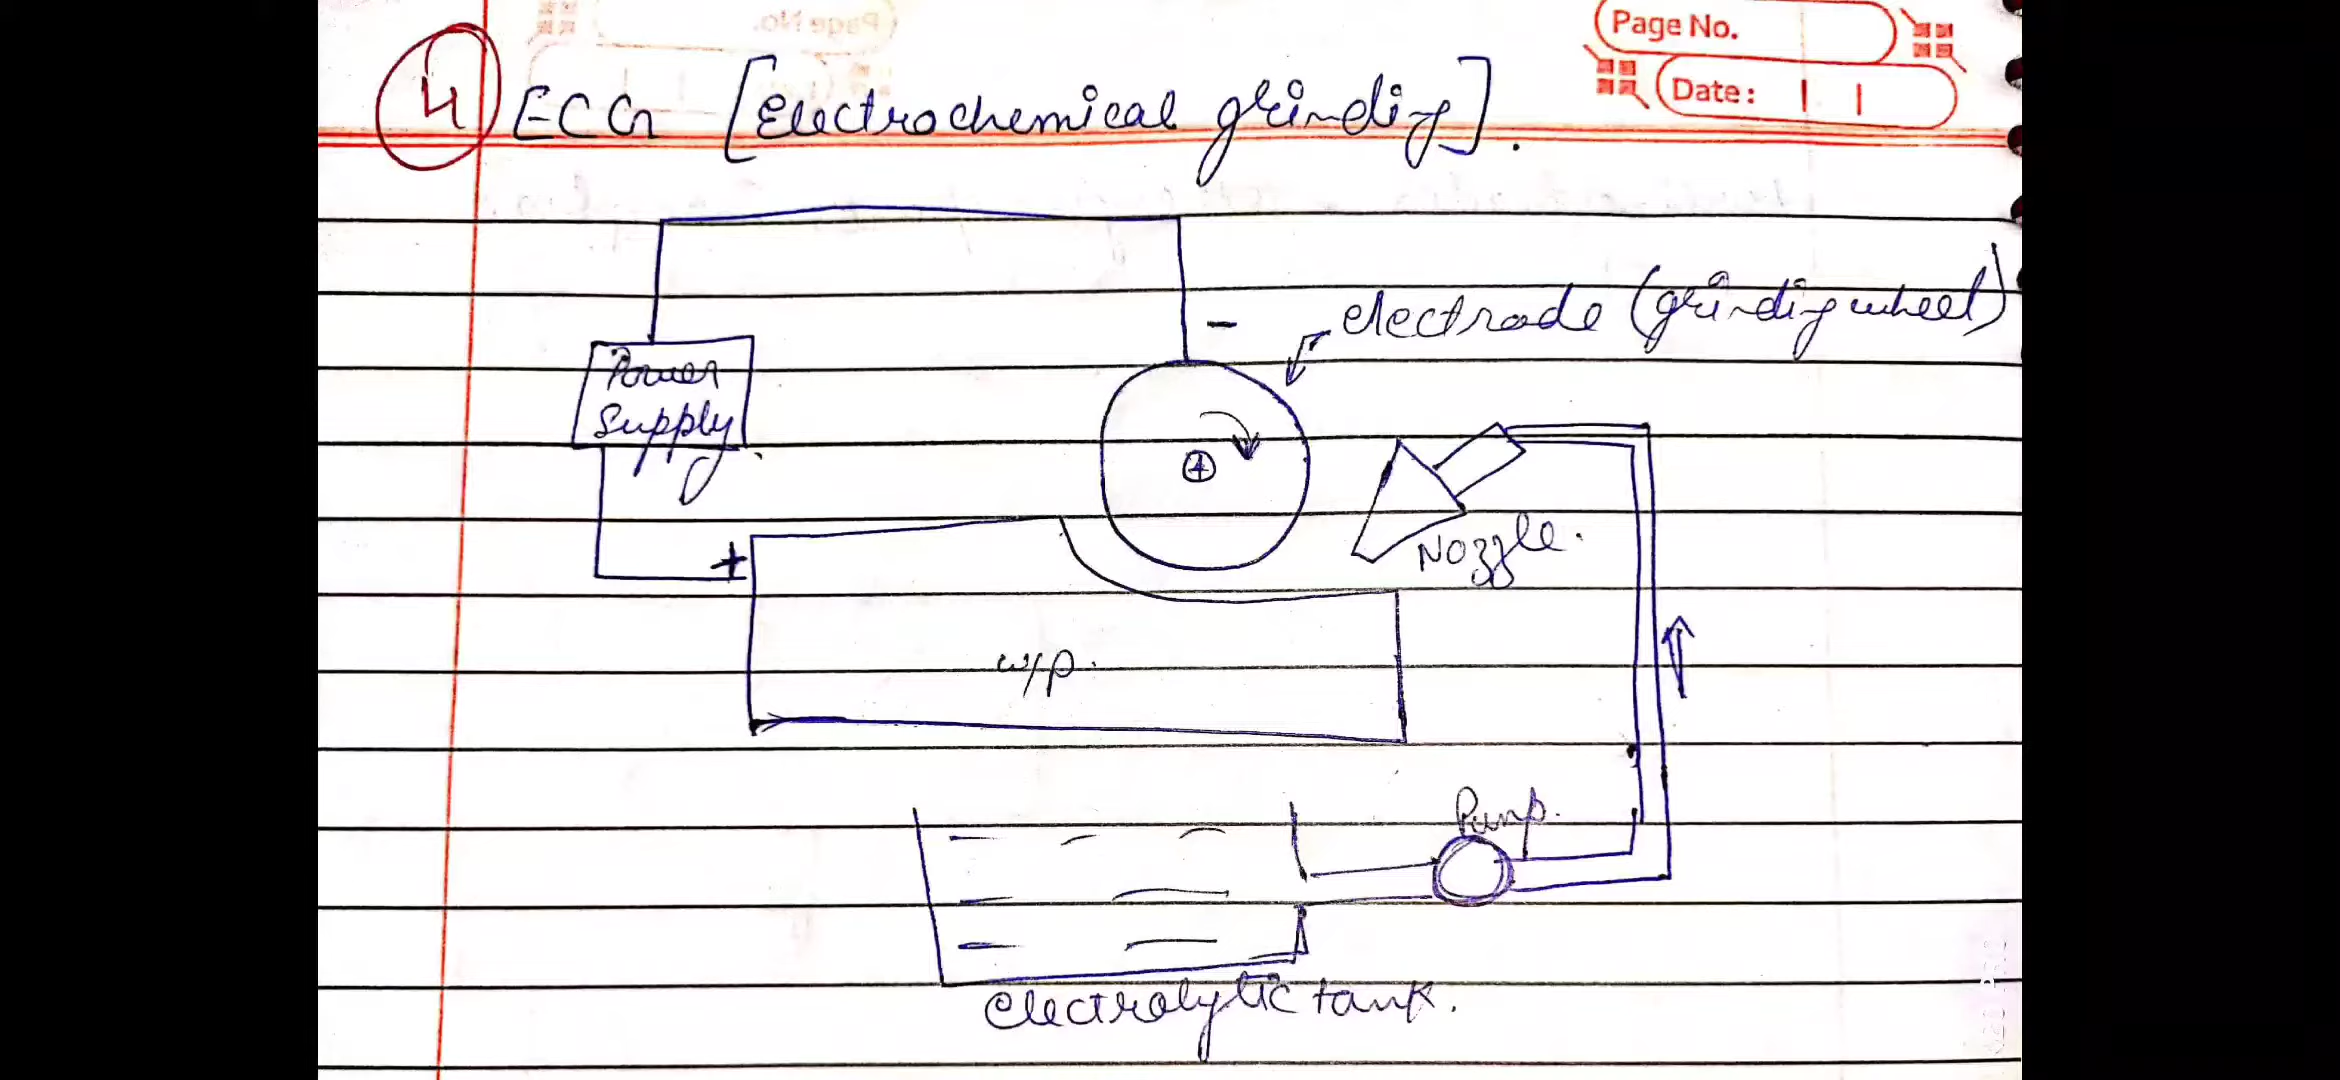 Page No.
Date:
4 ECG [Electrochemical grinding].
-
electrode (grinding wheel)
Power
Supply.
+
Nozzle.
+
w/p.
Pump.
electrolytic tank.